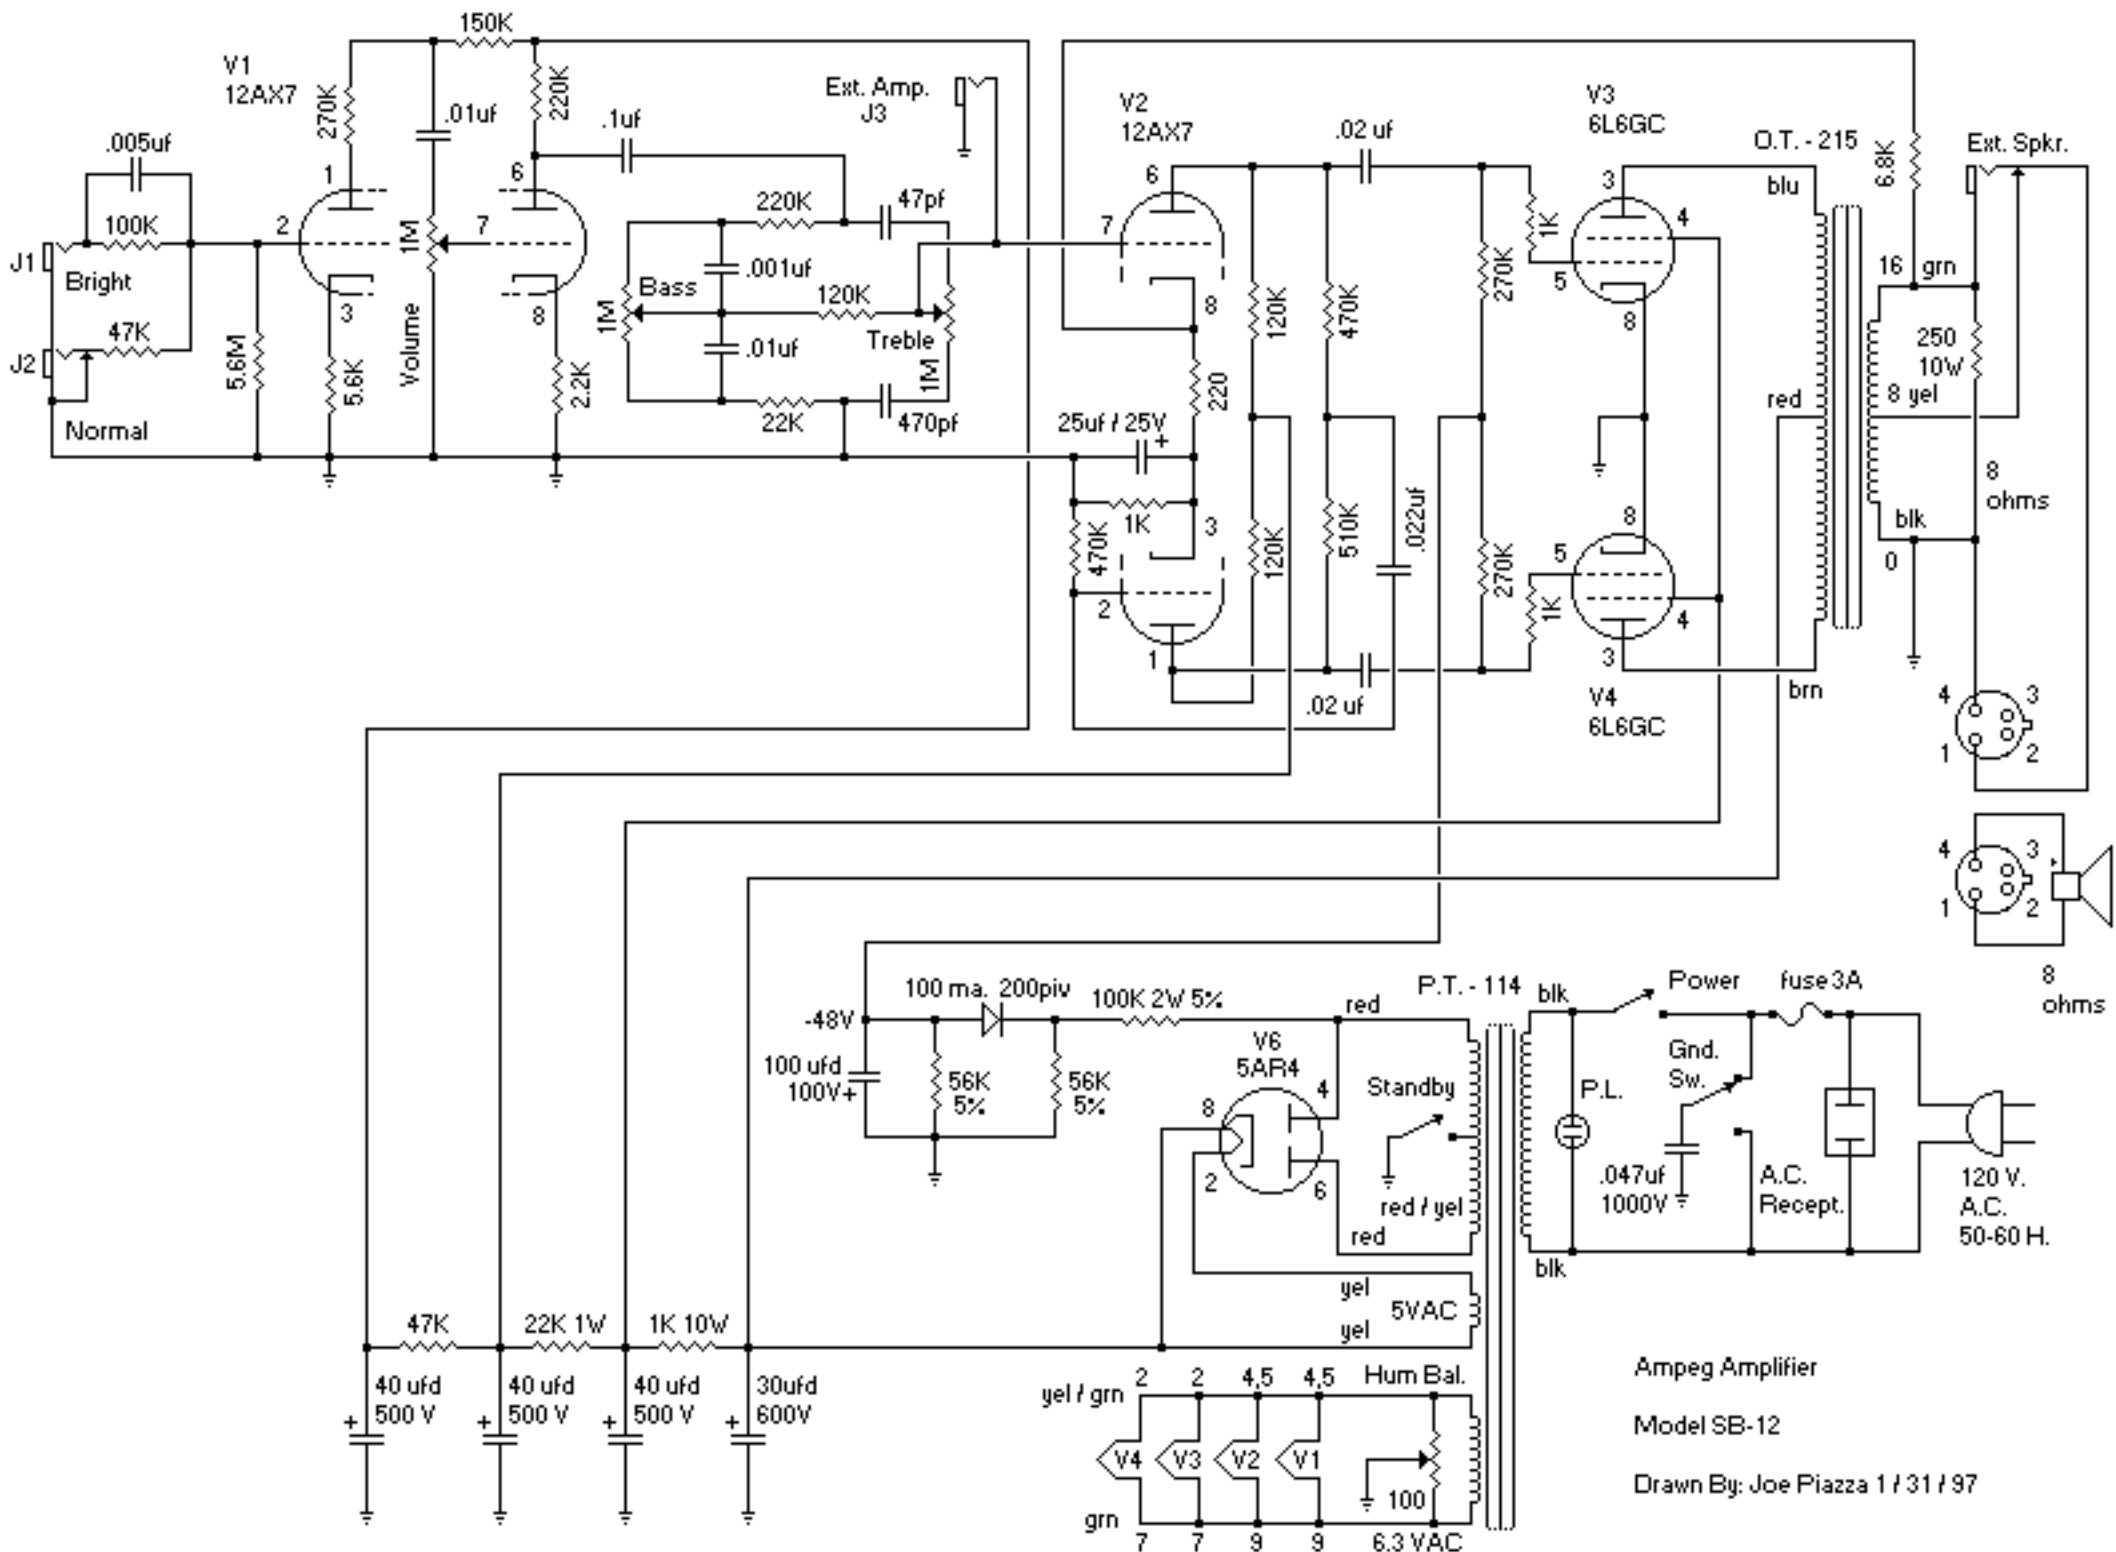 150K
V1
12AX7
270K
.01uf
220K
.1uf
Ext. Amp.
J3
V2
12AX7
.02 uf
V3
6L6GC
O.T. - 215
blu
6.8K
Ext. Spkr.
.005uf
100K
J1
Bright
47K
J2
Normal
5.6M
1
2
3
5.6K
1M
Volume
6
7
8
2.2K
220K
47pf
.001uf
Bass
1M
120K
.01uf
Treble
1M
22K
470pf
6
7
8
220
25uf / 25V
+
1K
470K
3
2
1
120K
120K
470K
510K
.022uf
270K
270K
1K
1K
3
4
5
8
8
5
4
3
V4
6L6GC
.02 uf
red
brn
16
grn
250
10W
8 yel
8
ohms
blk
0
4
3
1
2
4
3
1
2
8
ohms
100 ma. 200piv
100K 2W 5%
-48V
100 ufd
100V+
56K
5%
56K
5%
V6
5AR4
8
4
2
6
red
P.T. - 114
Standby
red / yel
red
yel
5VAC
yel
blk
Power
fuse3A
Gnd.
Sw.
P.L.
.047uf
1000V
A.C.
Recept.
120 V.
A.C.
50-60 H.
blk
47K
22K 1W
1K 10W
40 ufd
500 V
+
40 ufd
500 V
+
40 ufd
500 V
+
30ufd
600V
+
yel / grn
2
2
4,5
4,5
Hum Bal.
V4
V3
V2
V1
100
grn
7
7
9
9
6.3 VAC
Ampeg Amplifier
Model SB-12
Drawn By: Joe Piazza 1 / 31 / 97